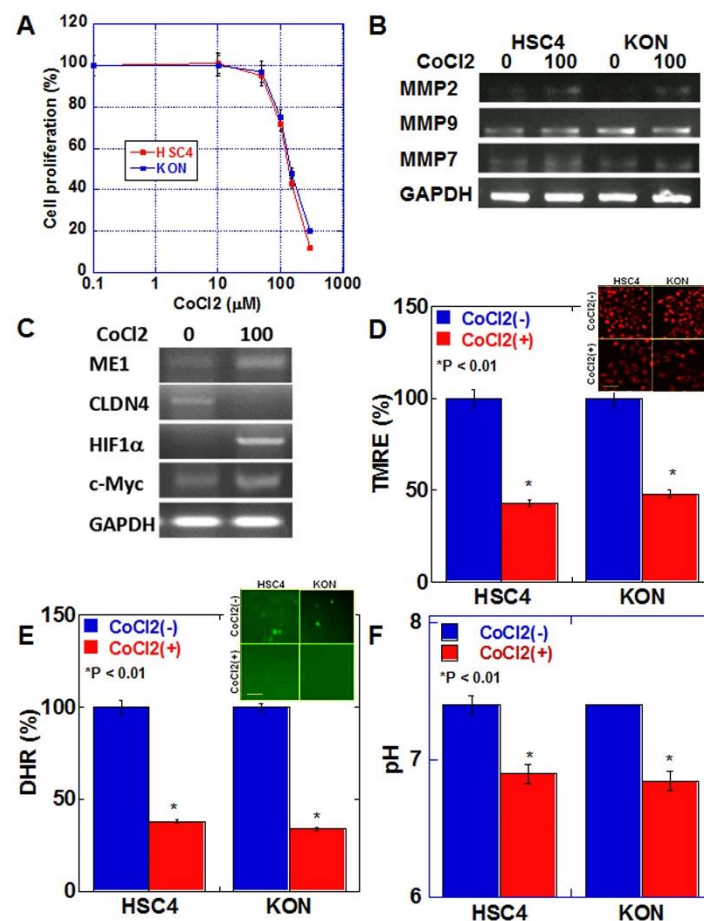 A
Cell proliferation (%)
120
100
80
60
40
20
0
HSC4
KON
0.1
1
10
100
1000
CoCl2 (µM)
B
HSC4 KON
CoCl2 0 100 0 100
MMP2
MMP9
MMP7
GAPDH
C
CoCl2 0 100
ME1
CLDN4
HIF1α
c-Myc
GAPDH
D
TMRE (%)
150
100
50
0
CoCl2(-)
CoCl2(+)
*P < 0.01
HSC4 KON
CoCl2(-)
CoCl2(+)
*
*
HSC4 KON
E
DHR (%)
150
100
50
0
CoCl2(-)
CoCl2(+)
*P < 0.01
HSC4 KON
CoCl2(-)
CoCl2(+)
*
*
HSC4 KON
F
pH
8
7
6
CoCl2(-)
CoCl2(+)
*P < 0.01
*
*
HSC4 KON